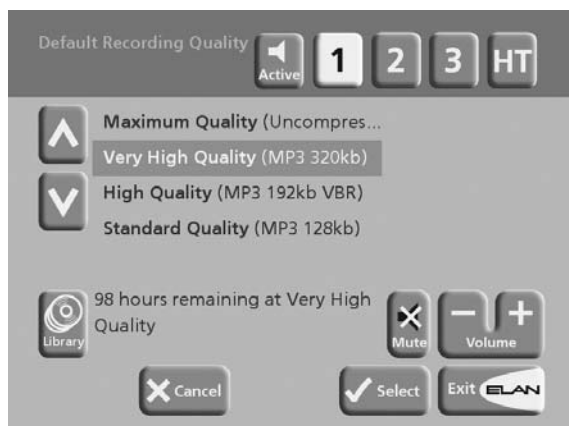 Default Recording Quality
Active
1
2
3
HT
Maximum Quality (Uncompres...
Very High Quality (MP3 320kb)
High Quality (MP3 192kb VBR)
Standard Quality (MP3 128kb)
98 hours remaining at Very High
Quality
Library
Mute
Volume
Cancel
Select
Exit ELAN